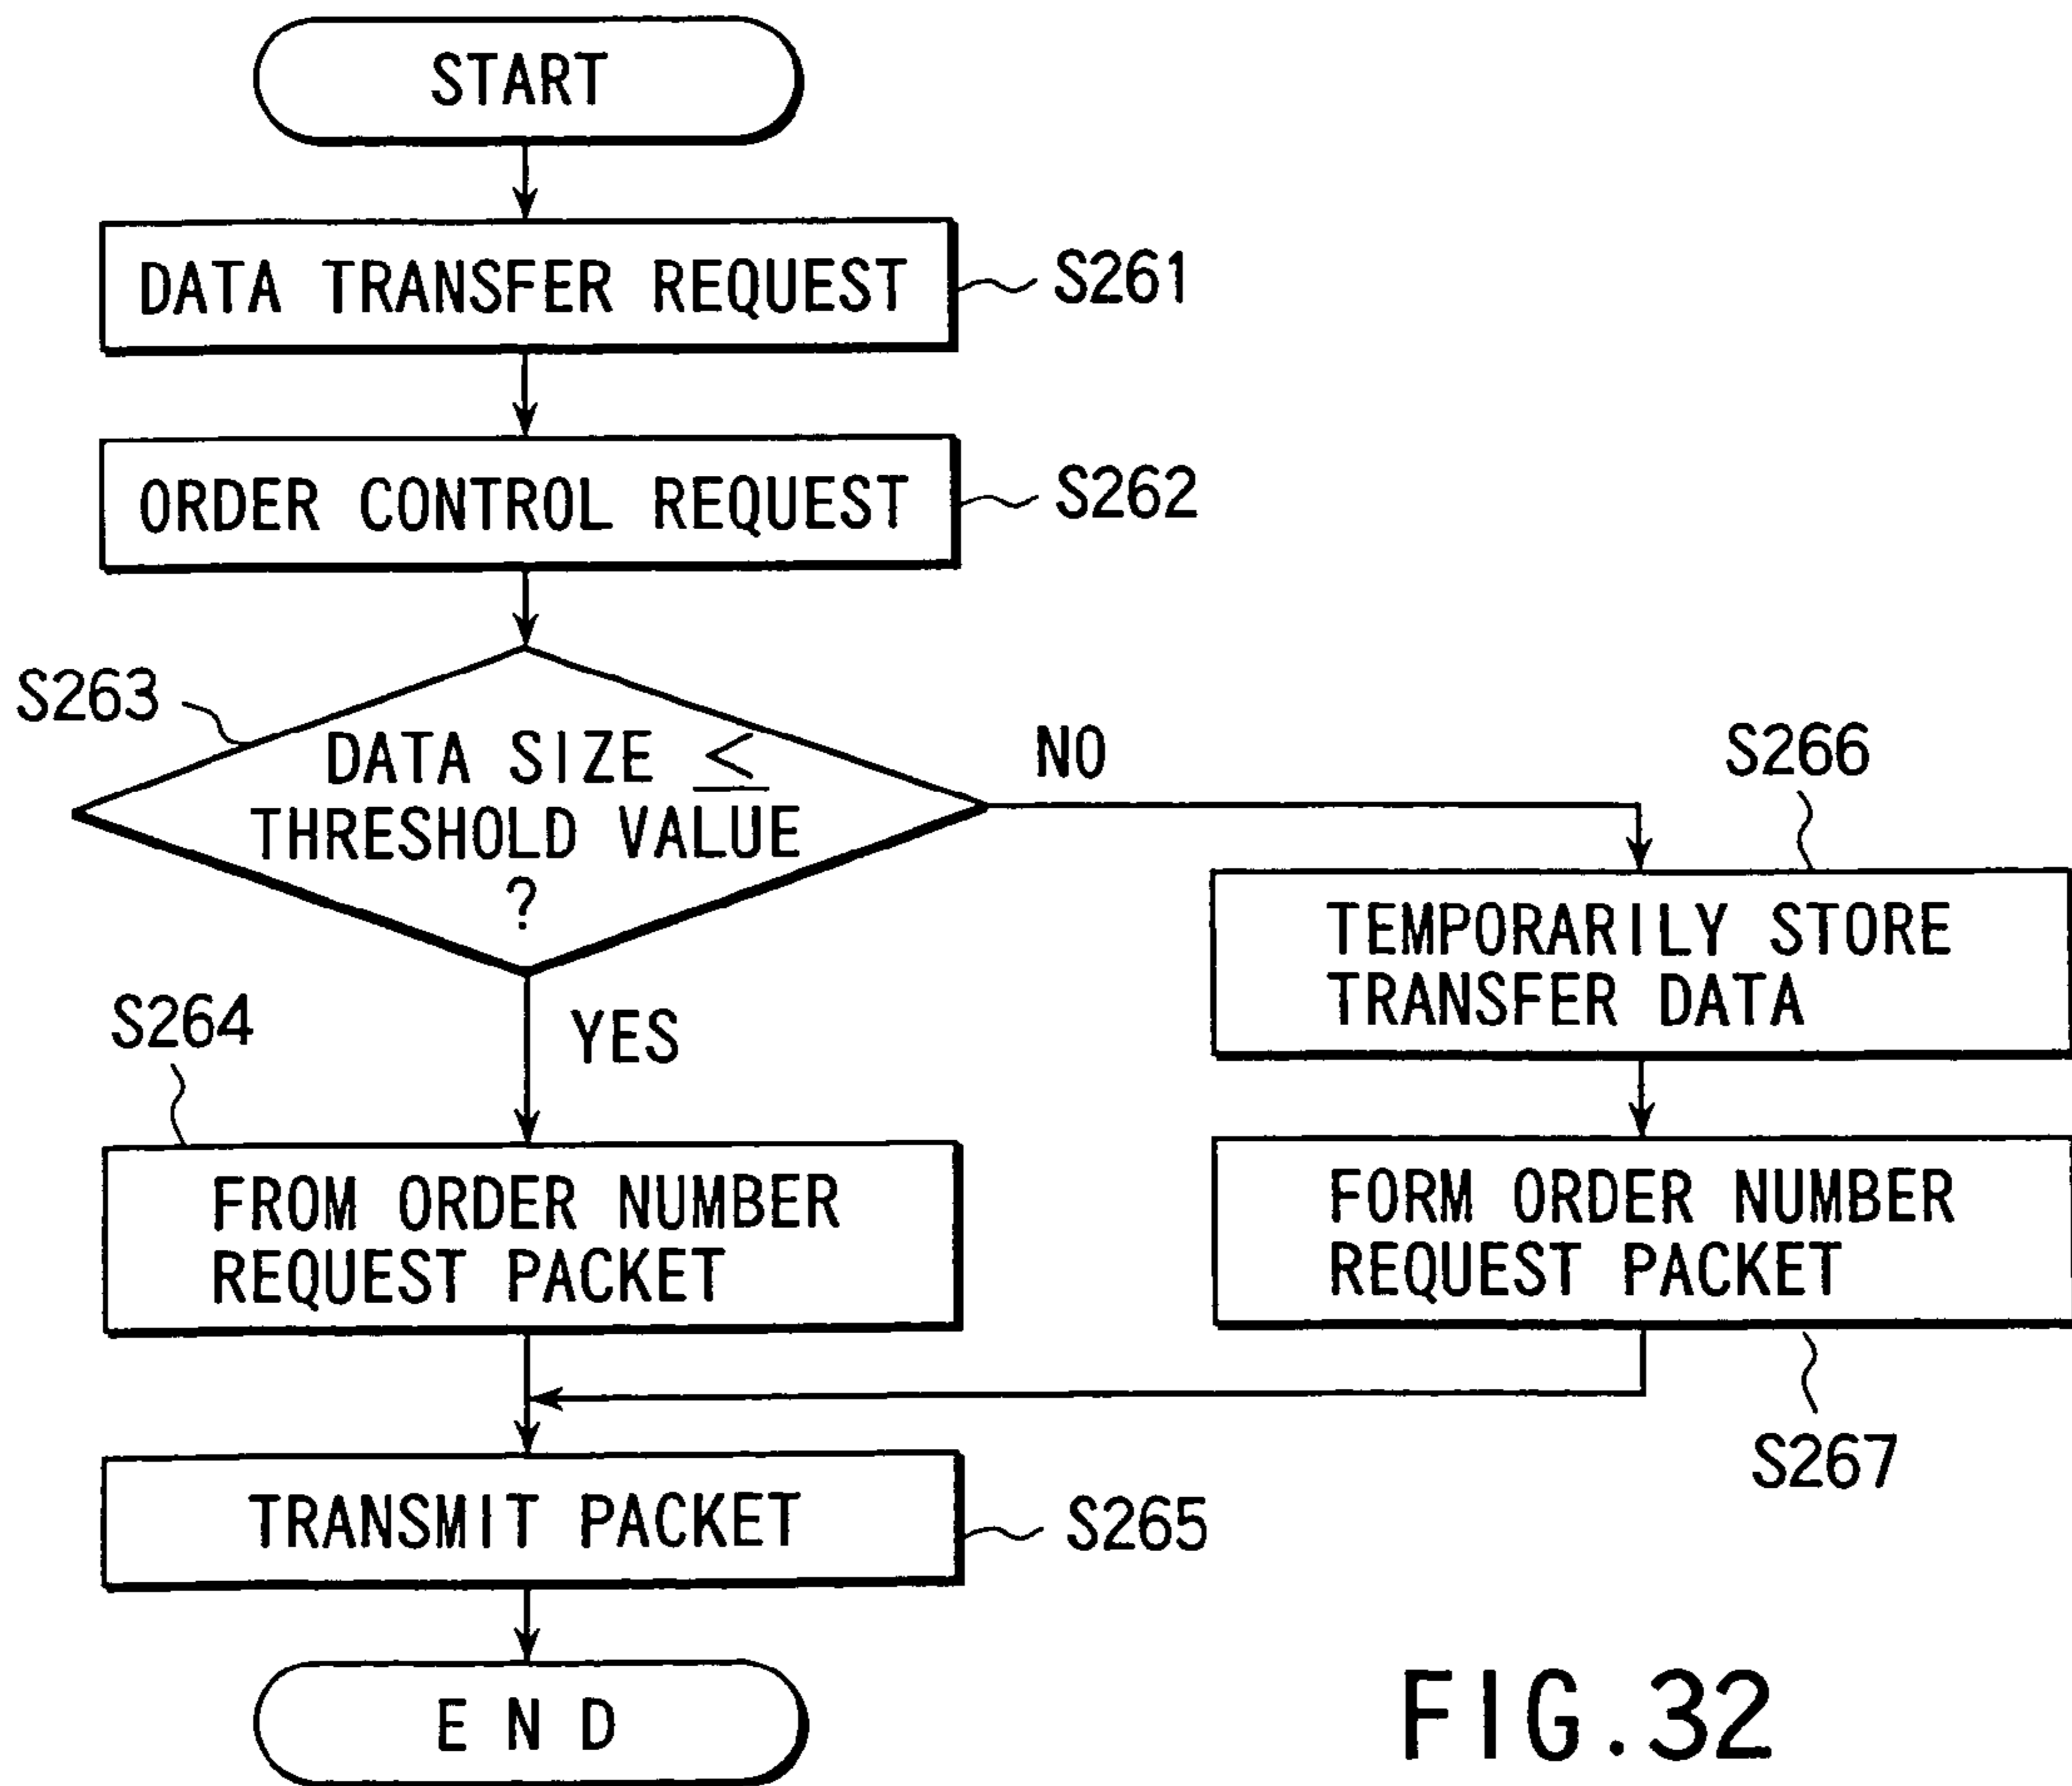 START
DATA TRANSFER REQUEST
S261
ORDER CONTROL REQUEST
S262
S263
DATA SIZE ≤
THRESHOLD VALUE
?
NO
YES
S266
TEMPORARILY STORE
TRANSFER DATA
S264
FROM ORDER NUMBER
REQUEST PACKET
FORM ORDER NUMBER
REQUEST PACKET
S267
TRANSMIT PACKET
S265
END
FIG.32